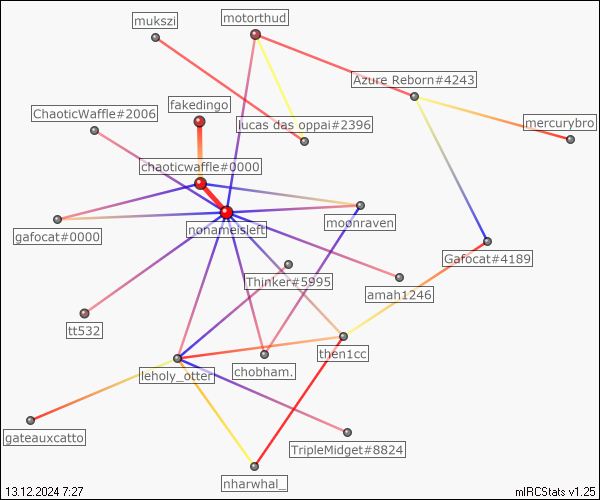 mukszi
motorthud
Azure Reborn#4243
fakedingo
ChaoticWaffle#2006
lucas das oppai#2396
mercurybro
chaoticwaffle#0000
moonraven
nonameisleft
gafocat#0000
Gafocat#4189
Thinker#5995
amah1246
tt532
then1cc
chobham.
leholy_otter
gateauxcatto
TripleMidget#8824
nharwhal_
13.12.2024 7:27
mIRCStats v1.25